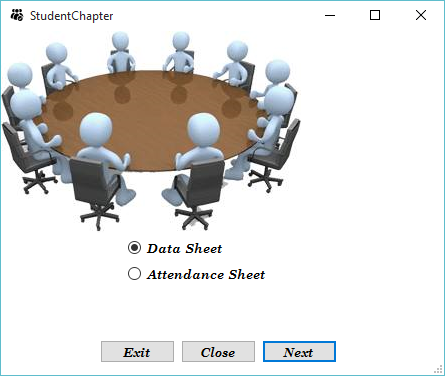 StudentChapter
Data Sheet
Attendance Sheet
Exit Close Next